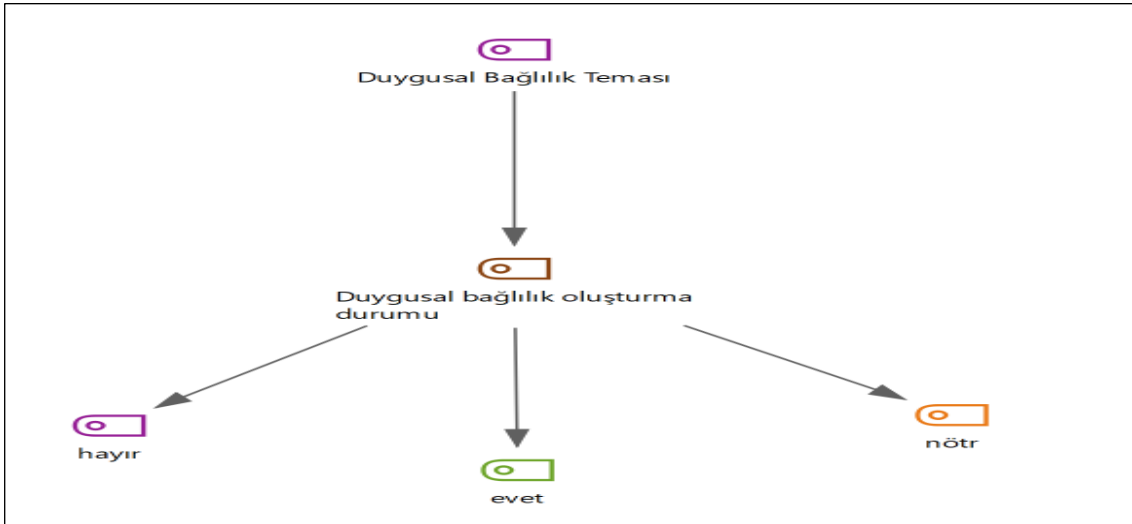 Duygusal Bağlılık Teması
Duygusal bağlılık oluşturma
durumu
hayır
evet
nötr